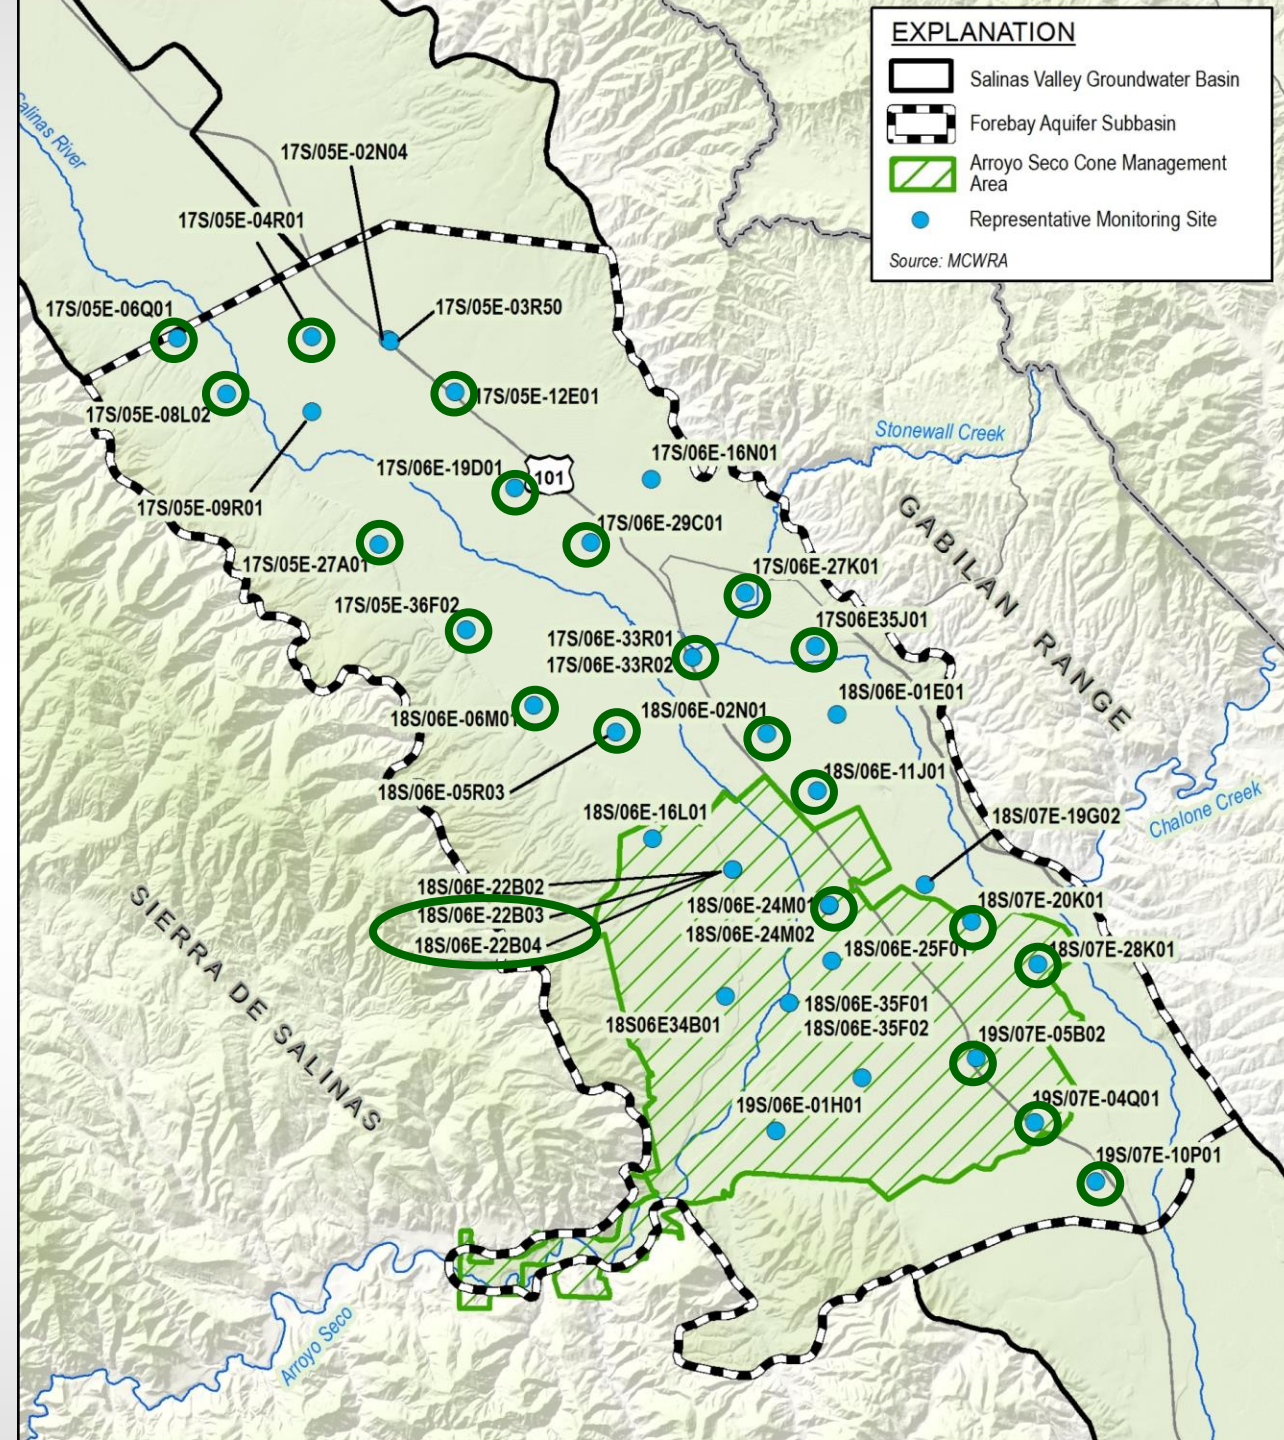 EXPLANATION
Salinas Valley Groundwater Basin
Forebay Aquifer Subbasin
Arroyo Seco Cone Management
Area
Representative Monitoring Site
Source: MCWRA
Salinas River
17S/05E-02N04
17S/05E-04R01
17S/05E-06Q01
17S/05E-03R50
17S/05E-08L02
17S/05E-12E01
Stonewall Creek
17S/06E-16N01
17S/06E-19D01
101
17S/05E-09R01
17S/06E-29C01
GABILAN RANGE
17S/05E-27A01
17S/06E-27K01
17S/05E-36F02
17S06E35J01
17S/06E-33R01
17S/06E-33R02
18S/06E-01E01
18S/06E-02N01
18S/06E-06M01
18S/06E-11J01
18S/06E-05R03
Chalone Creek
18S/06E-16L01
18S/07E-19G02
18S/06E-22B02
18S/06E-22B03
18S/06E-22B04
18S/06E-24M01
18S/06E-24M02
18S/07E-20K01
18S/06E-25F01
18S/07E-28K01
SIERRA DE SALINAS
18S06E34B01
18S/06E-35F01
18S/06E-35F02
19S/07E-05B02
19S/06E-01H01
19S/07E-04Q01
19S/07E-10P01
Arroyo Seco